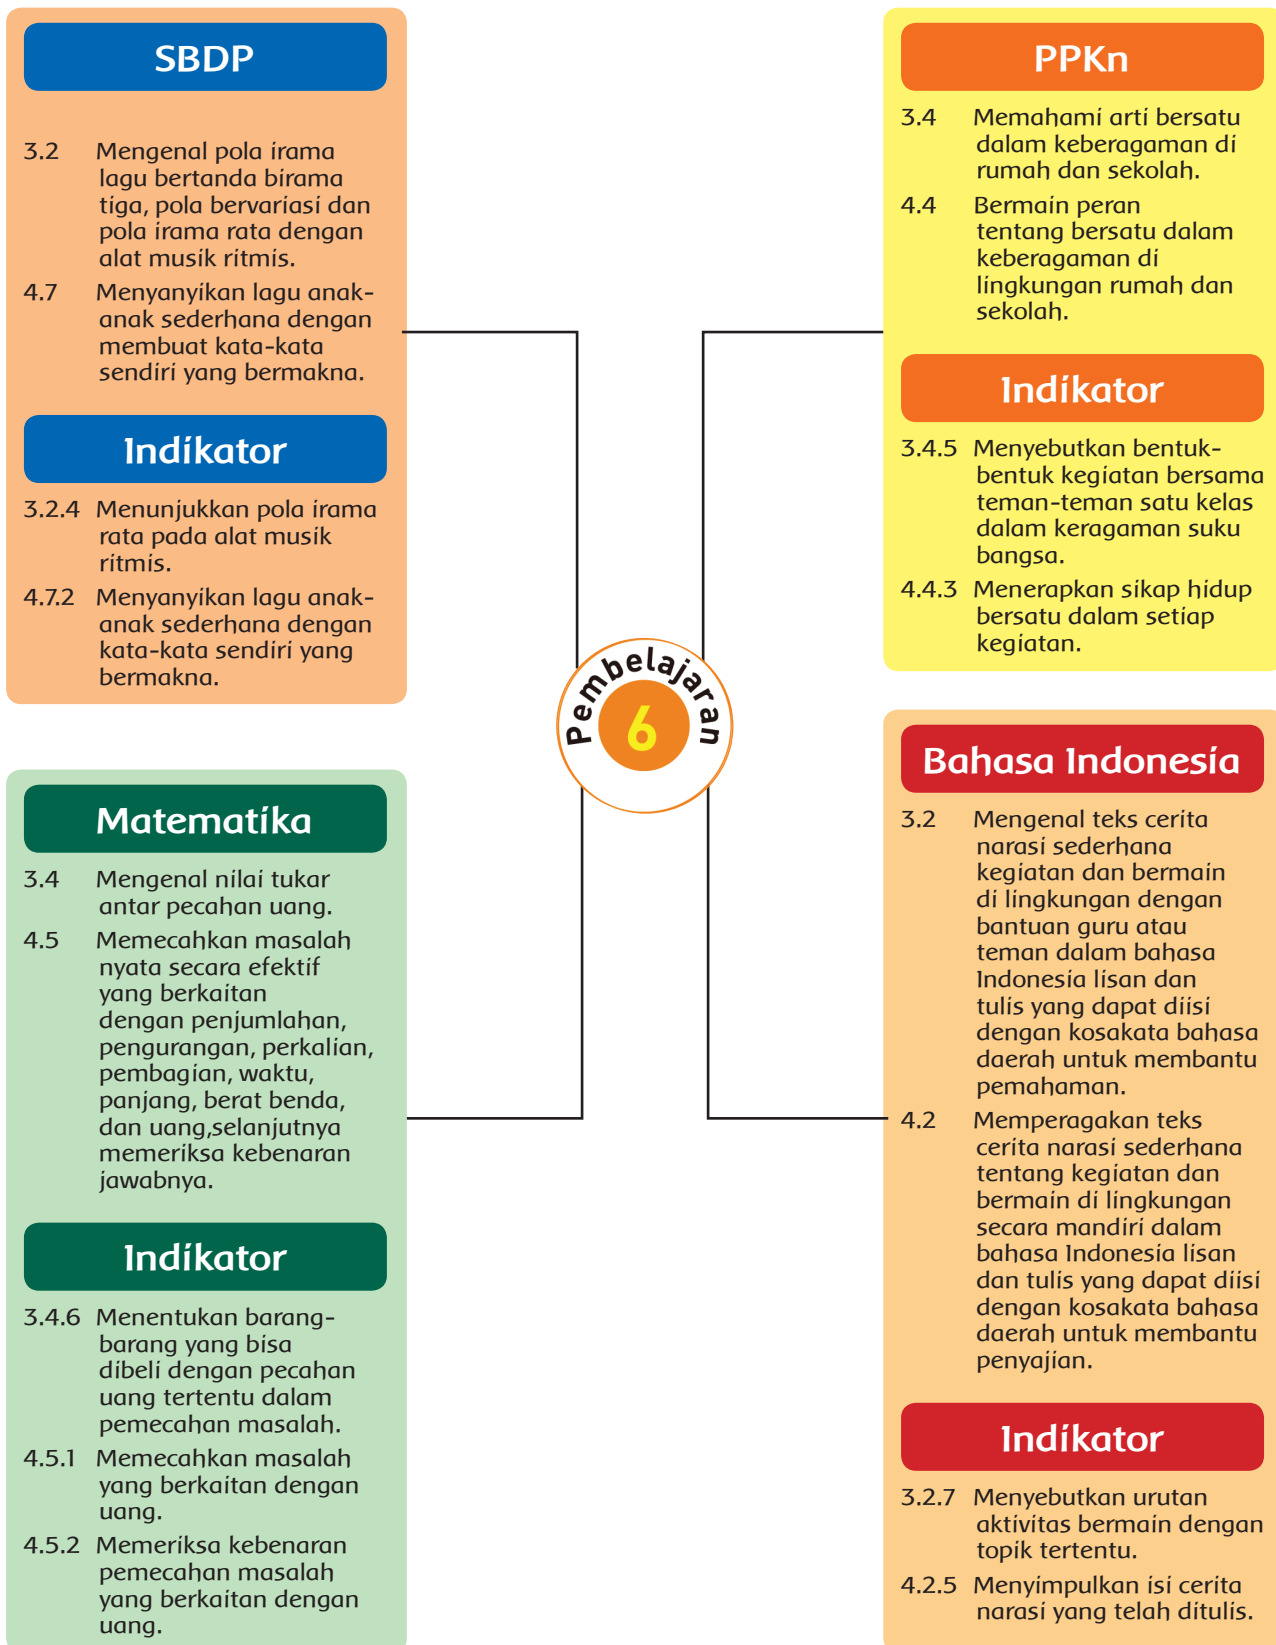 SBDP
3.2 Mengenal pola irama
lagu bertanda birama
tiga, pola bervariasi dan
pola irama rata dengan
alat musik ritmis.
4.7 Menyanyikan lagu anak-
anak sederhana dengan
membuat kata-kata
sendiri yang bermakna.
Indikator
3.2.4 Menunjukkan pola irama
rata pada alat musik
ritmis.
4.7.2 Menyanyikan lagu anak-
anak sederhana dengan
kata-kata sendiri yang
bermakna.
PPKn
3.4 Memahami arti bersatu
dalam keberagaman di
rumah dan sekolah.
4.4 Bermain peran
tentang bersatu dalam
keberagaman di
lingkungan rumah dan
sekolah.
Indikator
3.4.5 Menyebutkan bentuk-
bentuk kegiatan bersama
teman-teman satu kelas
dalam keragaman suku
bangsa.
4.4.3 Menerapkan sikap hidup
bersatu dalam setiap
kegiatan.
Pembelajaran
6
Matematika
3.4 Mengenal nilai tukar
antar pecahan uang.
4.5 Memecahkan masalah
nyata secara efektif
yang berkaitan
dengan penjumlahan,
pengurangan, perkalian,
pembagian, waktu,
panjang, berat benda,
dan uang,selanjutnya
memeriksa kebenaran
jawabnya.
Indikator
3.4.6 Menentukan barang-
barang yang bisa
dibeli dengan pecahan
uang tertentu dalam
pemecahan masalah.
4.5.1 Memecahkan masalah
yang berkaitan dengan
uang.
4.5.2 Memeriksa kebenaran
pemecahan masalah
yang berkaitan dengan
uang.
Bahasa Indonesia
3.2 Mengenal teks cerita
narasi sederhana
kegiatan dan bermain
di lingkungan dengan
bantuan guru atau
teman dalam bahasa
Indonesia lisan dan
tulis yang dapat diisi
dengan kosakata bahasa
daerah untuk membantu
pemahaman.
4.2 Memperagakan teks
cerita narasi sederhana
tentang kegiatan dan
bermain di lingkungan
secara mandiri dalam
bahasa Indonesia lisan
dan tulis yang dapat diisi
dengan kosakata bahasa
daerah untuk membantu
penyajian.
Indikator
3.2.7 Menyebutkan urutan
aktivitas bermain dengan
topik tertentu.
4.2.5 Menyimpulkan isi cerita
narasi yang telah ditulis.